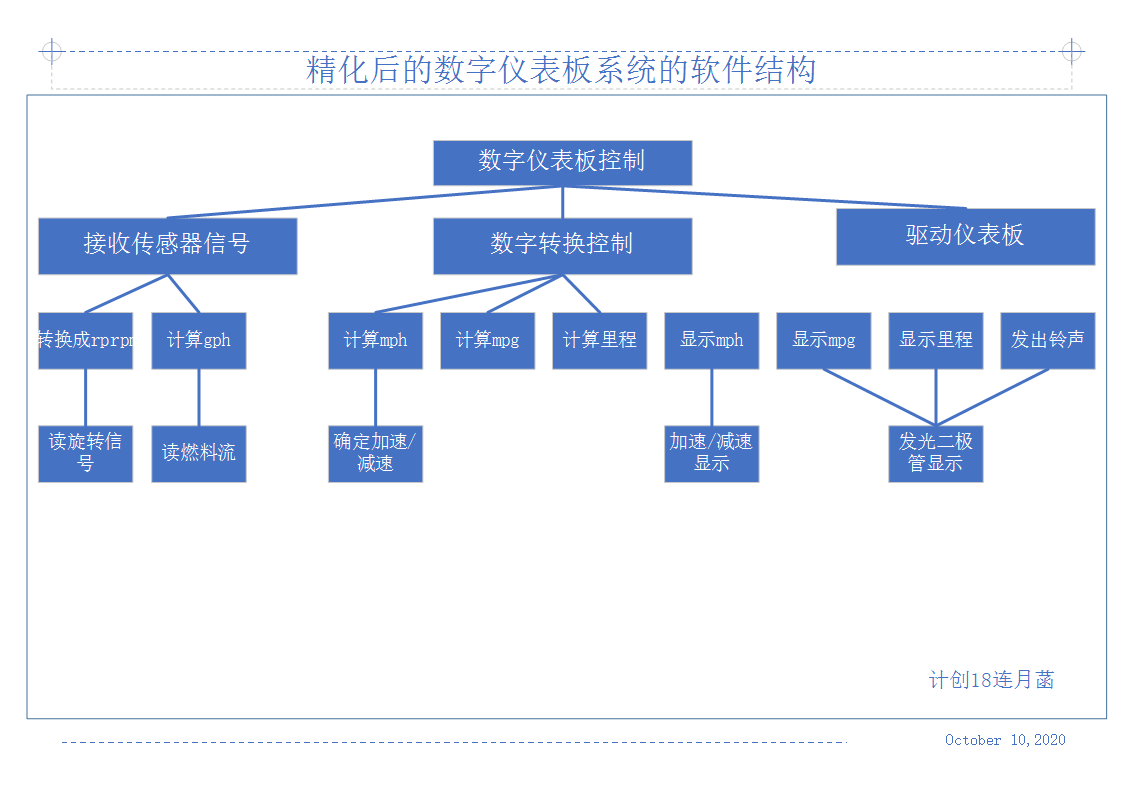 精化后的数字仪表板系统的软件结构
数字仪表板控制
接收传感器信号
数字转换控制
驱动仪表板
转换成rprpm
计算gph
计算mph
计算mpg
计算里程
显示mph
显示mpg
显示里程
发出铃声
读旋转信
号
读燃料流
确定加速/
减速
加速/减速
显示
发光二极
管显示
计创18连月菡
October 10,2020